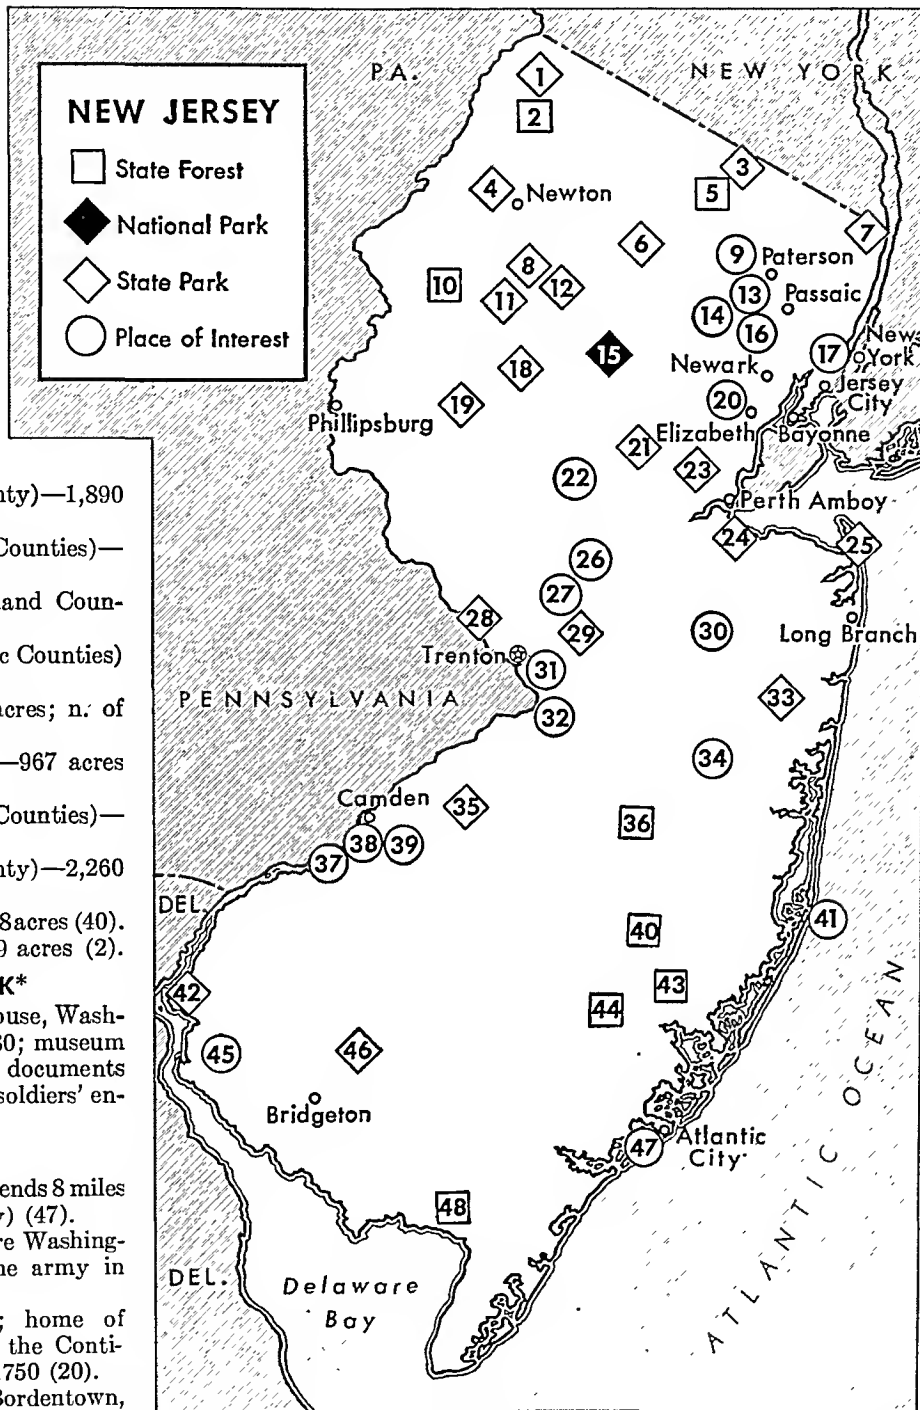 PA.
NEW YORK
NEW JERSEY
State Forest
National Park
State Park
Place of Interest
1
2
3
4
Newton
5
6
7
8
9
Paterson
10
11
12
13
Passaic
14
15
16
17
New York
Newark
Jersey City
18
19
20
Phillipsburg
Elizabeth
Bayonne
21
22
23
Perth Amboy
24
25
26
27
28
29
30
Long Branch
Trenton
31
32
33
PENNSYLVANIA
34
Camden
35
36
37
38
39
DEL.
40
41
42
43
44
45
46
Bridgeton
47
Atlantic City
48
DEL.
Delaware Bay
ATLANTIC OCEAN
nty)—1,890
Counties)—
land Coun-
ic Counties)
acres; n. of
—967 acres
Counties)—
nty)—2,260
8 acres (40).
9 acres (2).
K*
ouse, Wash-
80; museum
documents
soldiers' en-
ends 8 miles
y) (47).
re Washing-
ne army in
; home of
the Conti-
1750 (20).
Bordentown,